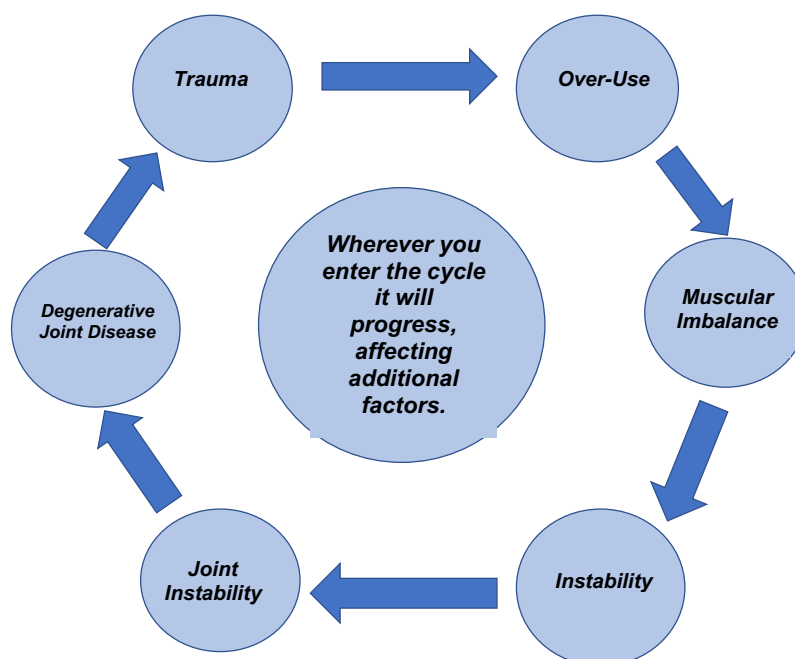 Trauma
Over-Use
Muscular
Imbalance
Instability
Joint
Instability
Degenerative
Joint Disease
Wherever you
enter the cycle
it will
progress,
affecting
additional
factors.